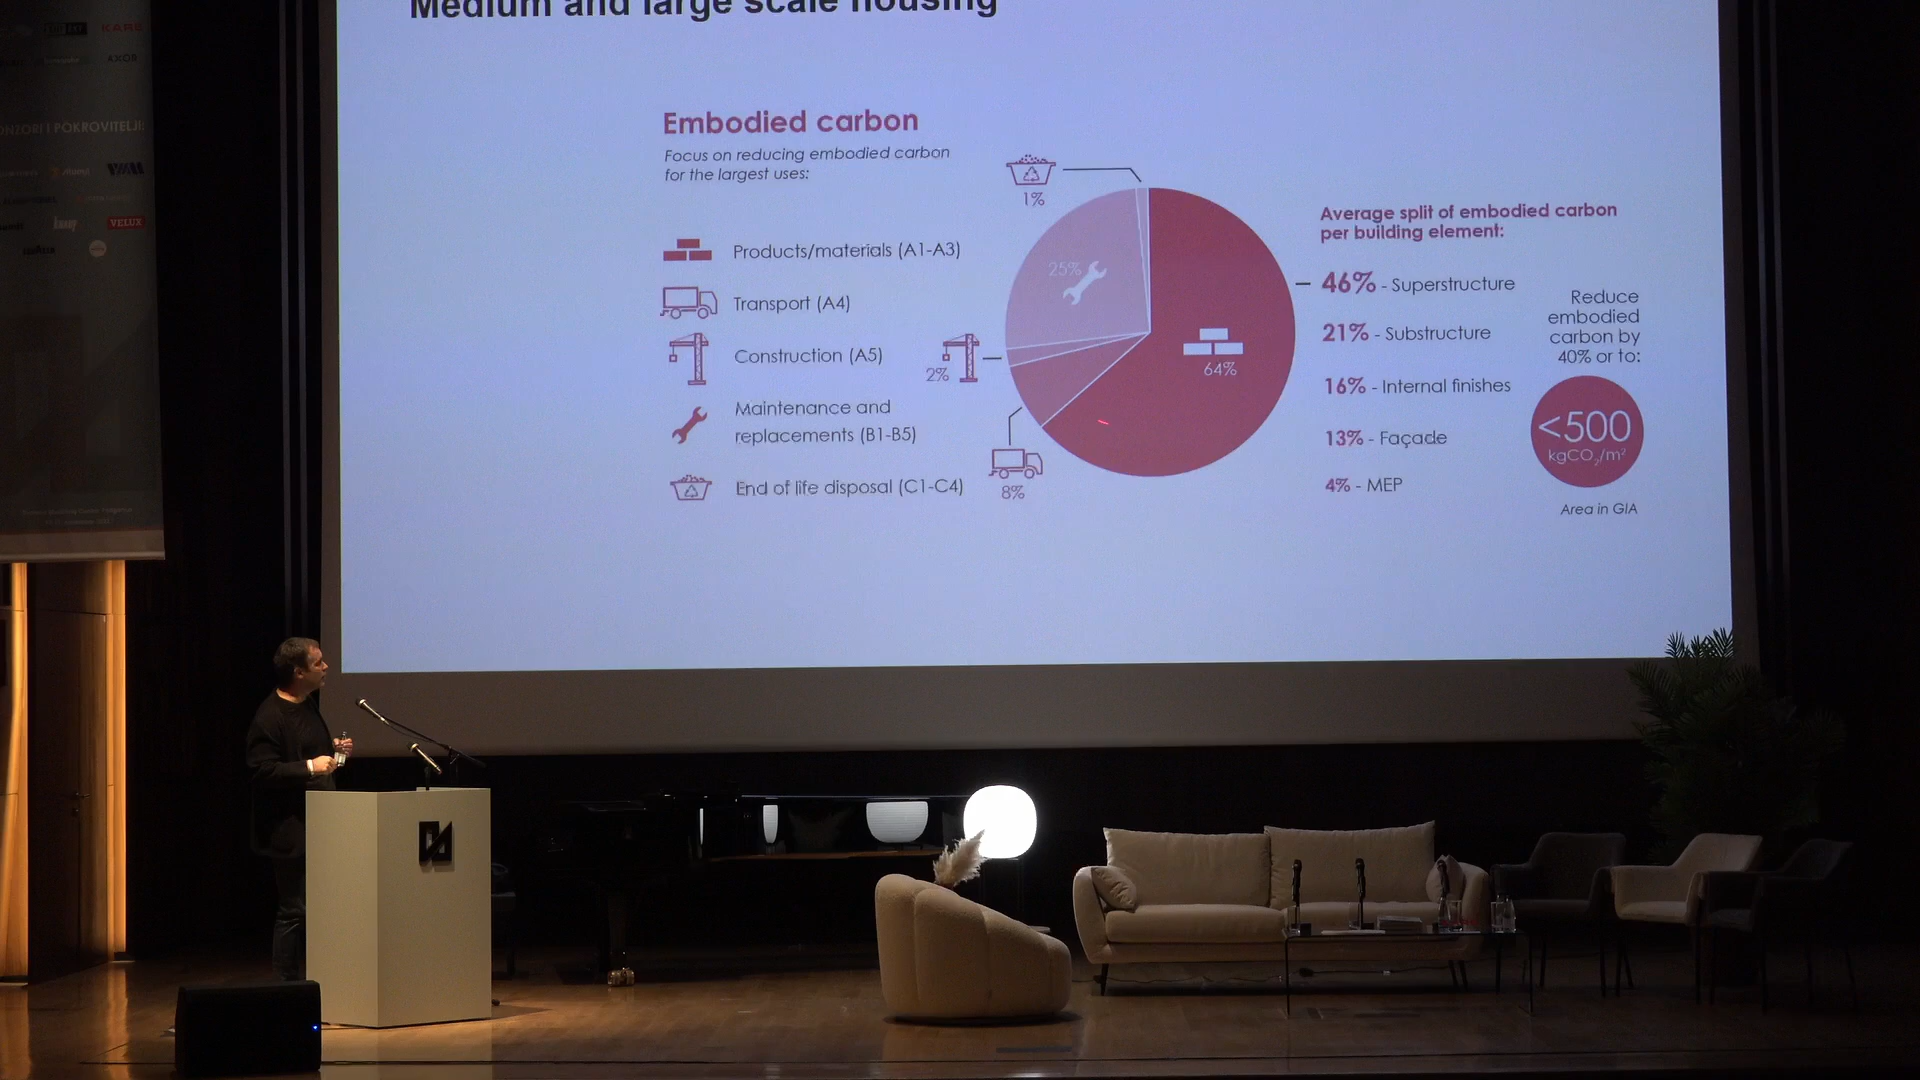 Medium and large scale housing
Embodied carbon
Focus on reducing embodied carbon
for the largest uses:
Products/materials (A1-A3)
Transport (A4)
Construction (A5)
Maintenance and
replacements (B1-B5)
End of life disposal (C1-C4)
1%
25%
2%
64%
8%
Average split of embodied carbon
per building element:
46% - Superstructure
21% - Substructure
16% - Internal finishes
13% - Façade
4% - MEP
Reduce
embodied
carbon by
40% or to:
<500
kgCO2/m²
Area in GIA
KARE
AXOR
I POKROVITELJI:
VELUX